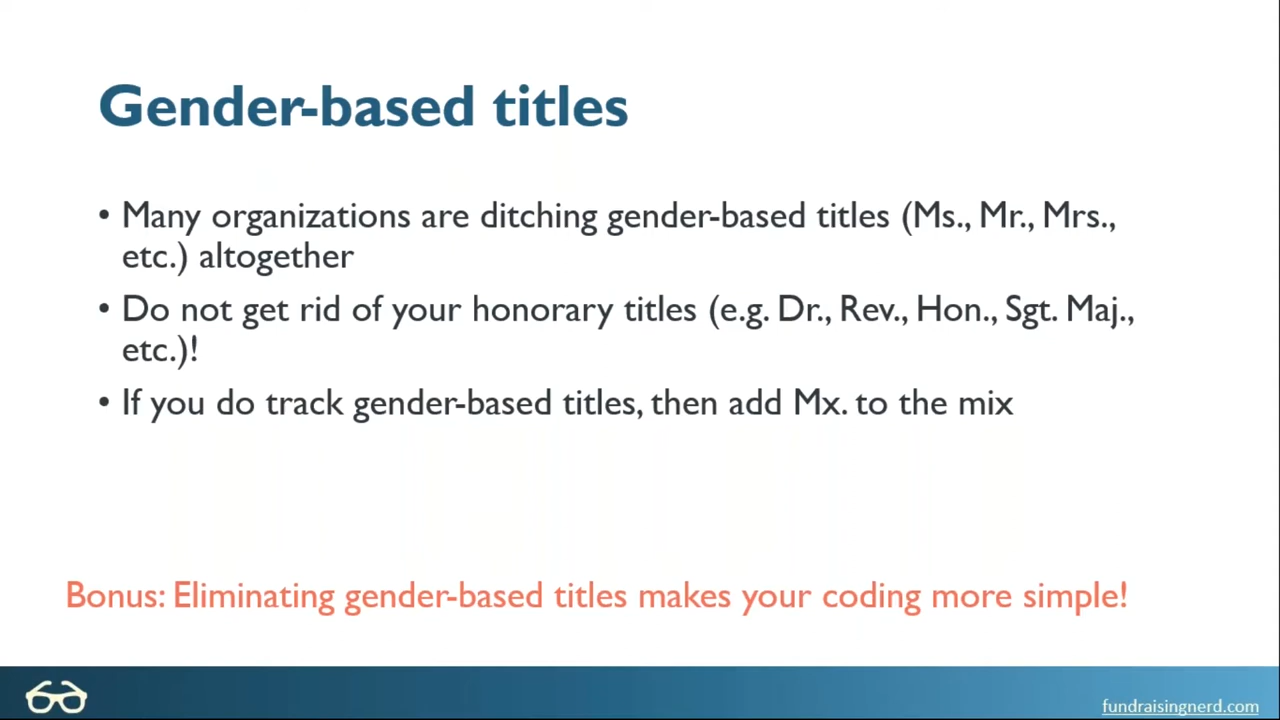 Gender-based titles
• Many organizations are ditching gender-based titles (Ms., Mr., Mrs.,
etc.) altogether
• Do not get rid of your honorary titles (e.g. Dr., Rev., Hon., Sgt. Maj.,
etc.)!
• If you do track gender-based titles, then add Mx. to the mix
Bonus: Eliminating gender-based titles makes your coding more simple!
fundraisingnerd.com